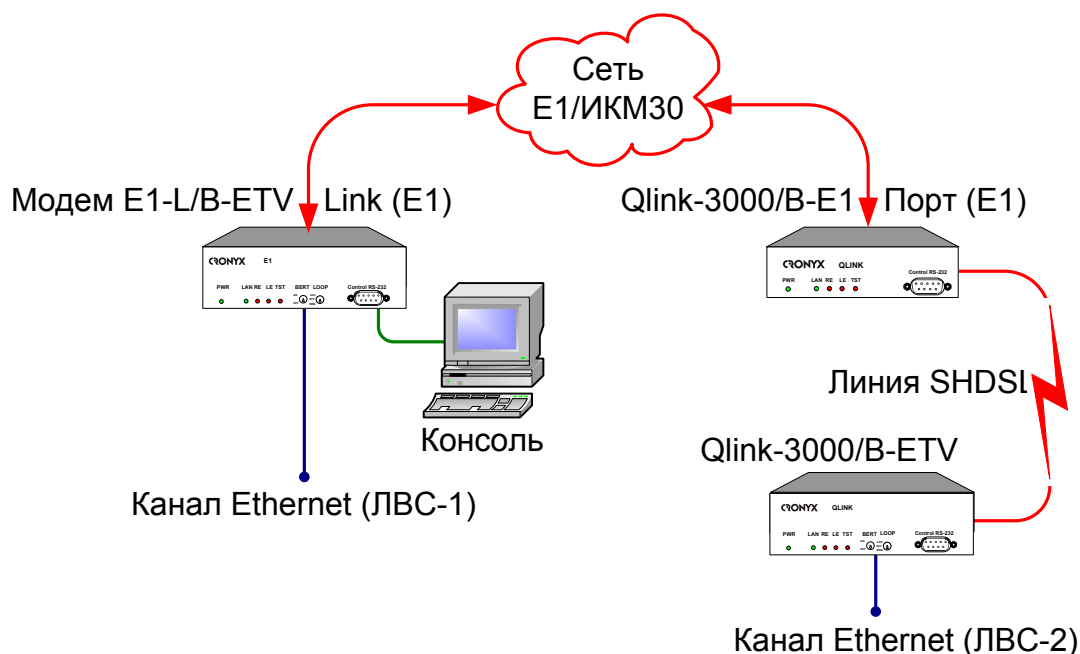 Сеть
E1/ИКМ30
Модем E1-L/B-ETV
Link (E1)
Qlink-3000/B-E1
Порт (E1)
CRONYX E1
PWR LAN RE LE TST BERT LOOP Control RS-232
CRONYX QLINK
PWR LAN RE LE TST Control RS-232
Линия SHDSL
Консоль
Qlink-3000/B-ETV
Канал Ethernet (ЛВС-1)
CRONYX QLINK
PWR LAN RE LE TST BERT LOOP Control RS-232
Канал Ethernet (ЛВС-2)